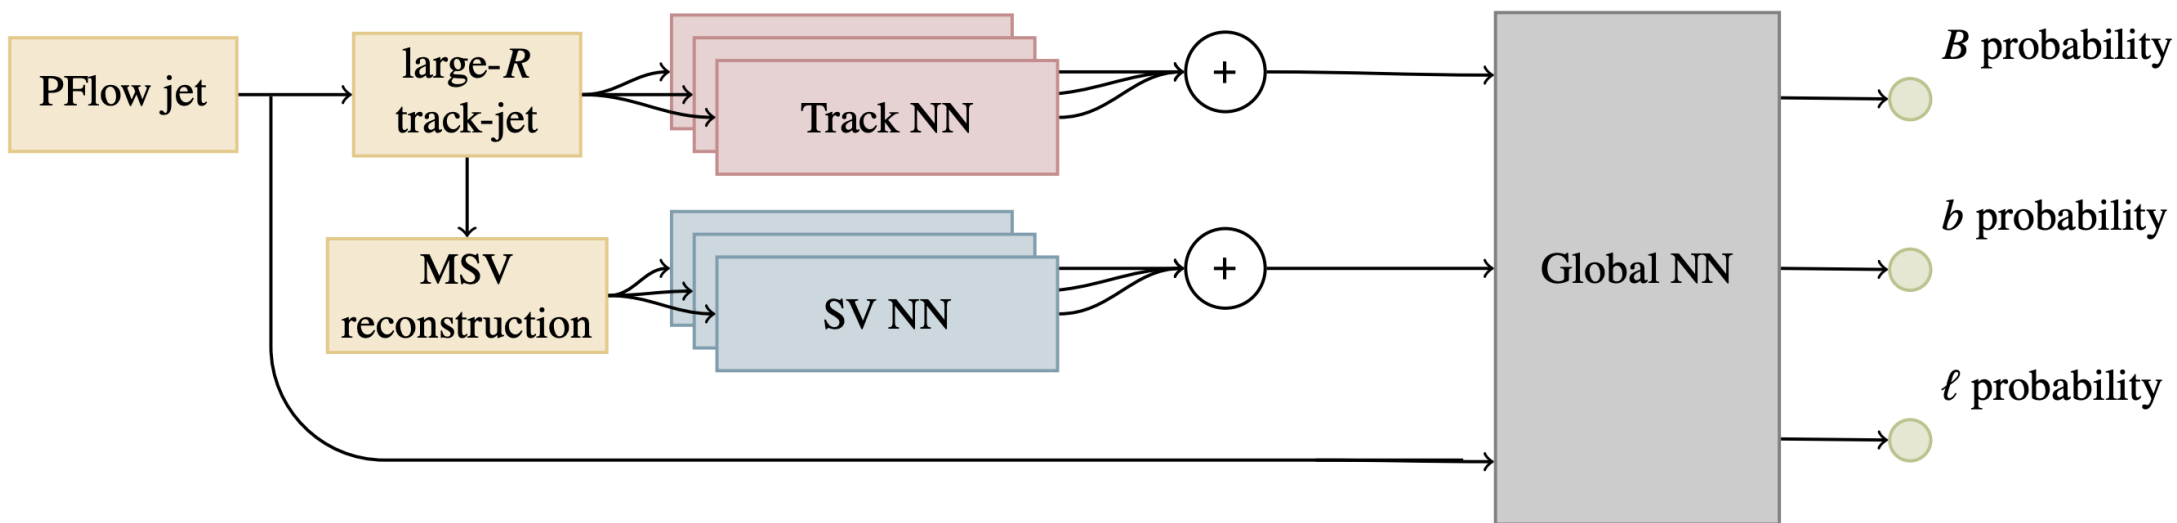 PFlow jet
large-R
track-jet
Track NN
+
MSV
reconstruction
SV NN
+
Global NN
B probability
b probability
ℓ probability